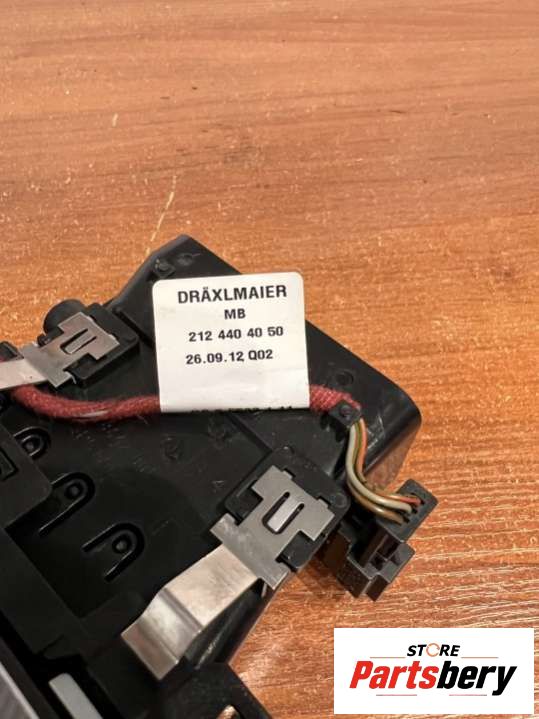 DRÄXLMAIER
MB
212 440 40 50
26.09.12 Q02
STORE
Partsbery